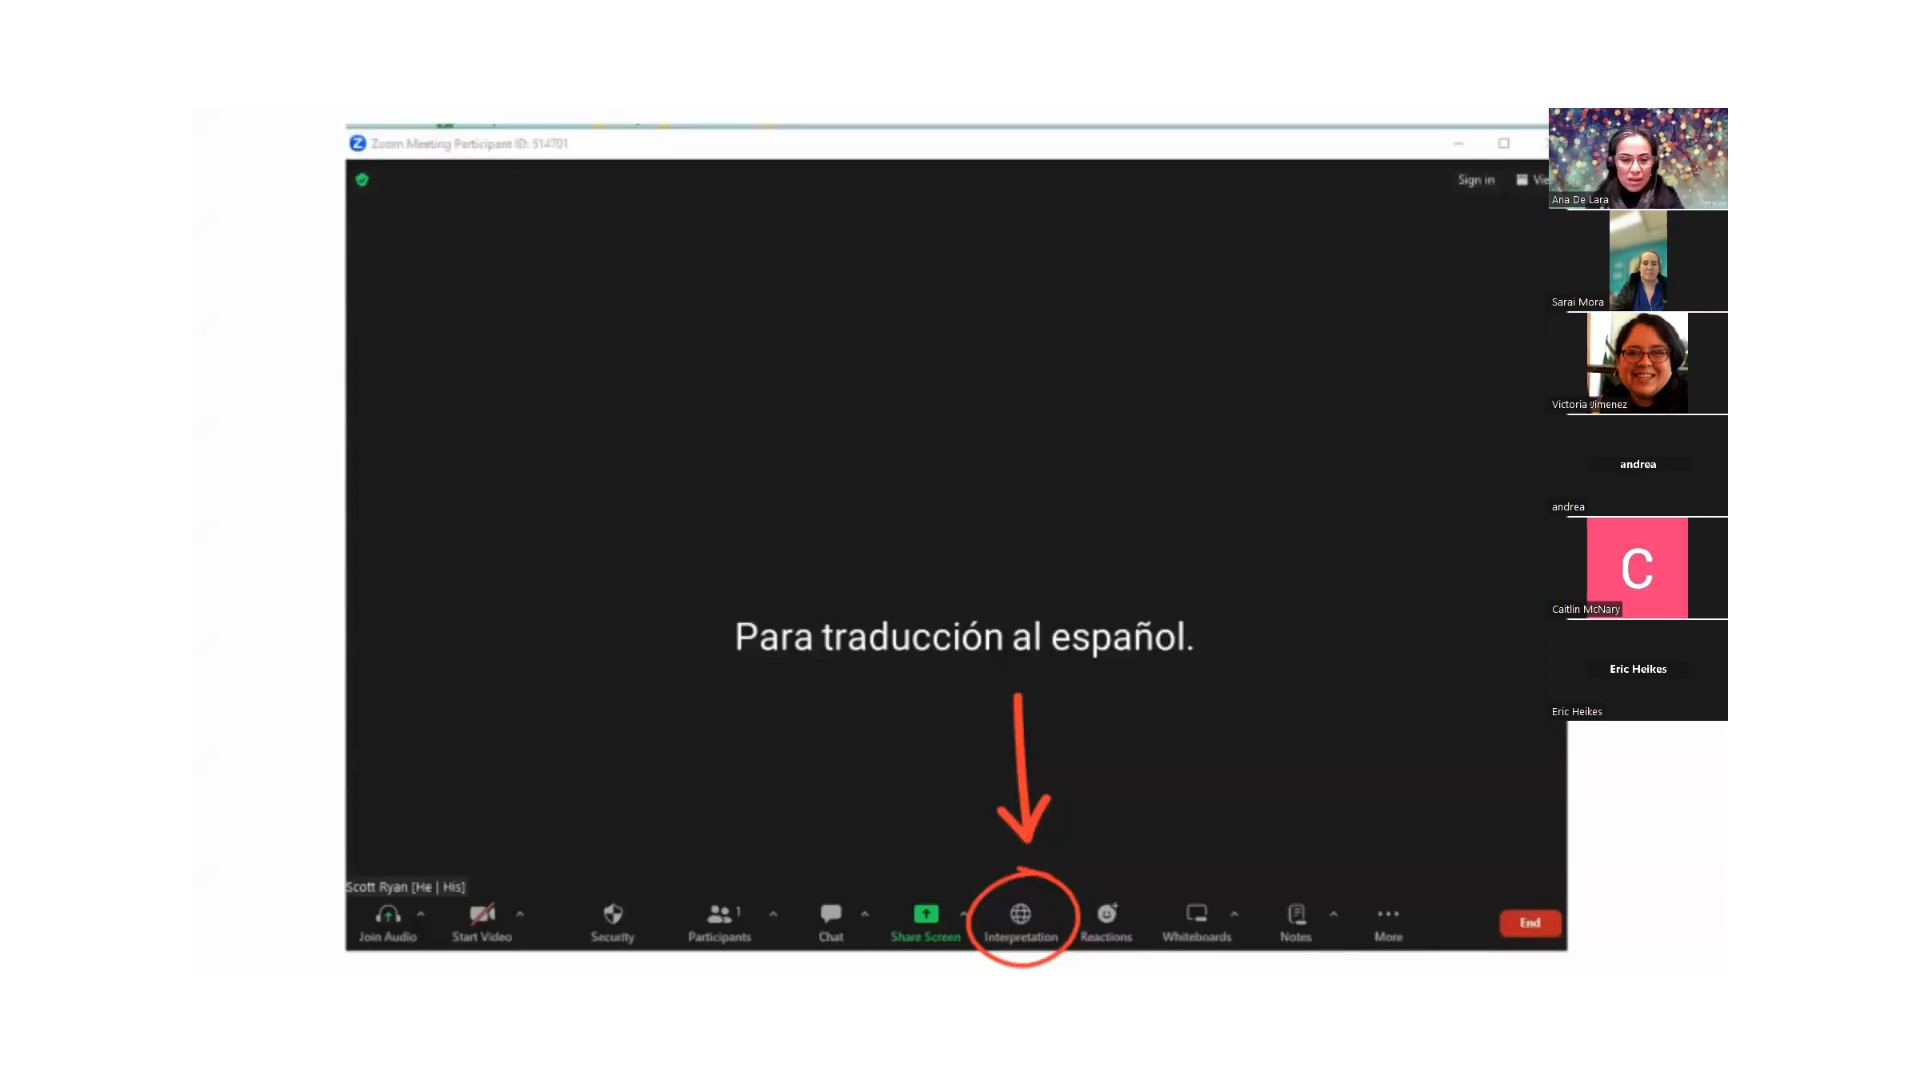 Zoom Meeting Participant ID: 514701
Sign in
Ana De Lara
Sarai Mora
Victoria Jimenez
andrea
andrea
C
Caitlin McNary
Eric Heikes
Eric Heikes
Para traducción al español.
Scott Ryan [He | His]
Join Audio
Start Video
Security
Participants 1
Chat
Share Screen
Interpretation
Reactions
Whiteboards
Notes
More
End